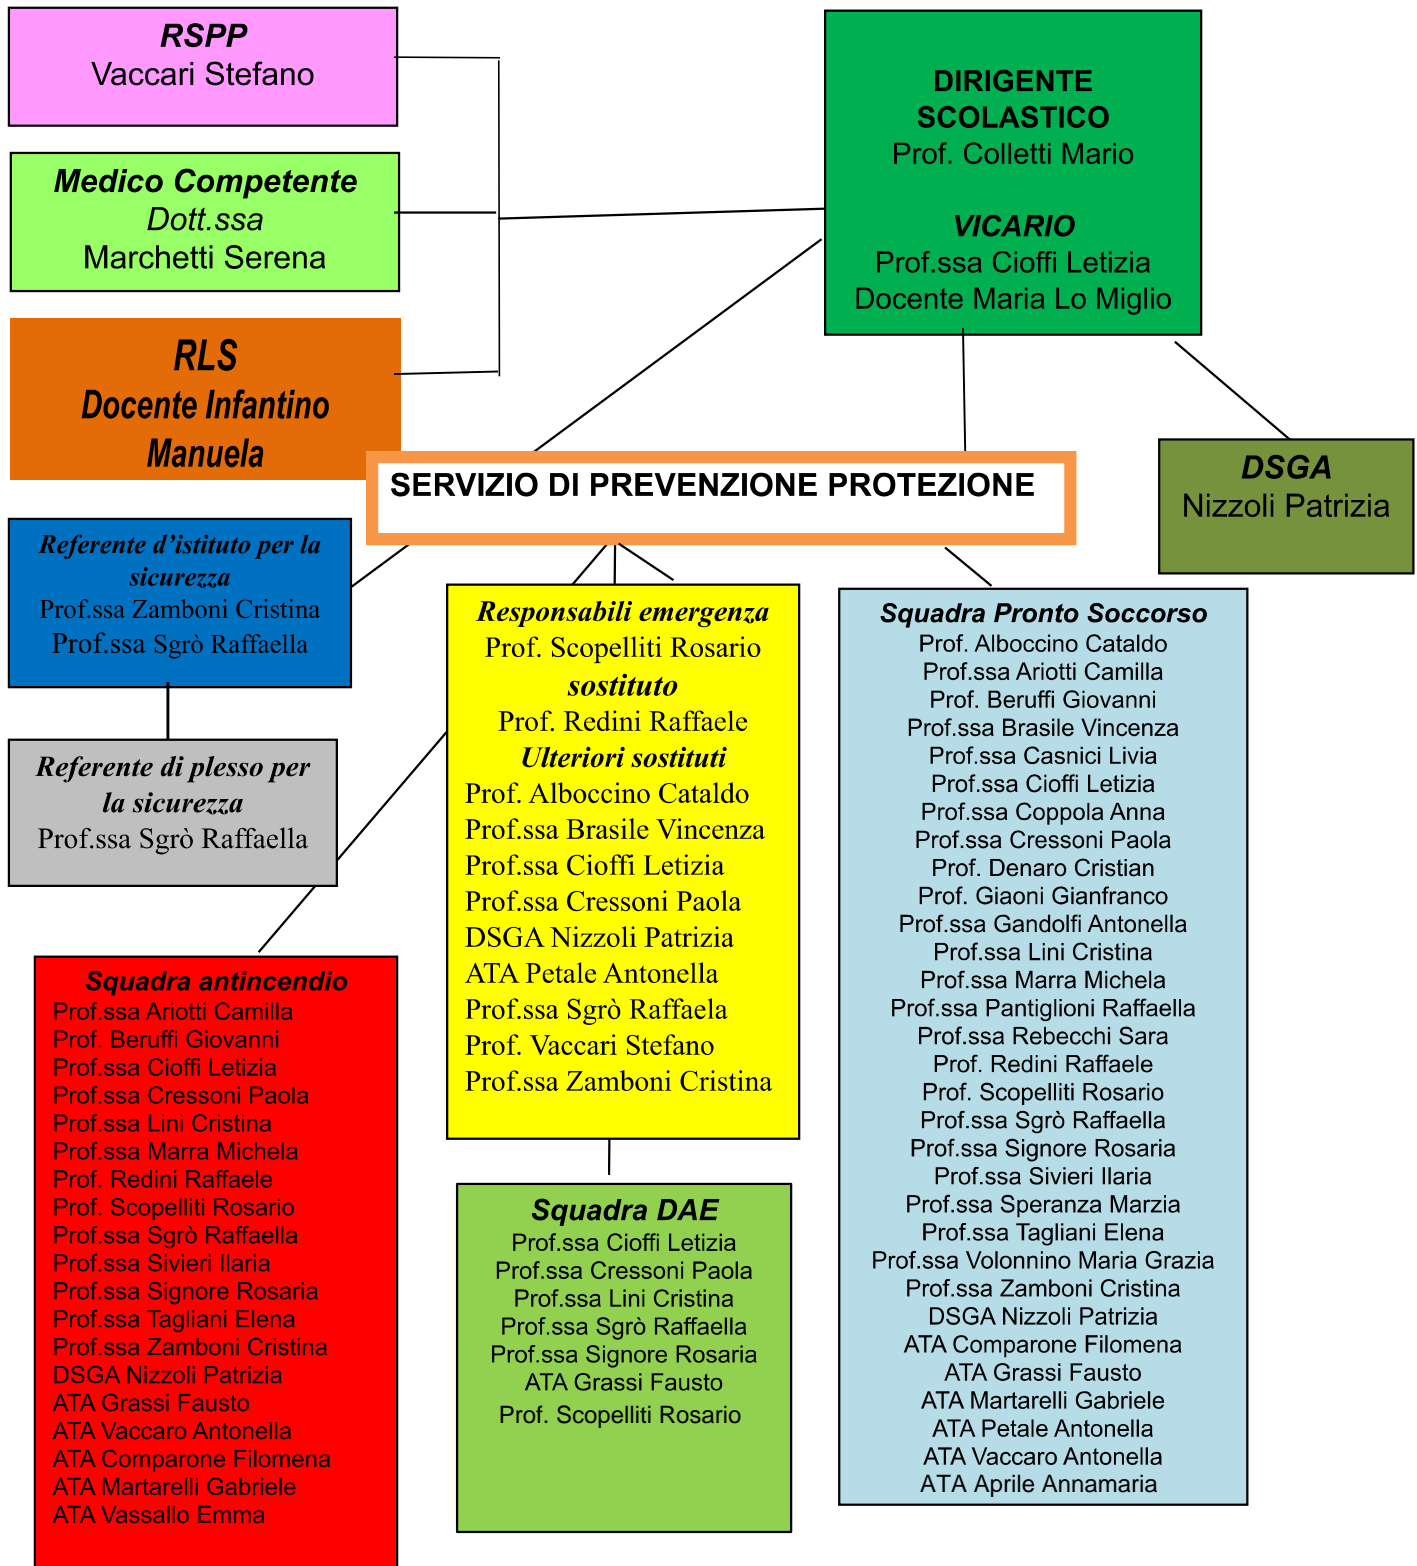 RSPP
Vaccari Stefano
DIRIGENTE
SCOLASTICO
Prof. Colletti Mario
VICARIO
Prof.ssa Cioffi Letizia
Docente Maria Lo Miglio
Medico Competente
Dott.ssa
Marchetti Serena
RLS
Docente Infantino
Manuela
SERVIZIO DI PREVENZIONE PROTEZIONE
DSGA
Nizzoli Patrizia
Referente d’istituto per la
sicurezza
Prof.ssa Zamboni Cristina
Prof.ssa Sgrò Raffaella
Referente di plesso per
la sicurezza
Prof.ssa Sgrò Raffaella
Responsabili emergenza
Prof. Scopelliti Rosario
sostituto
Prof. Redini Raffaele
Ulteriori sostituti
Prof. Alboccino Cataldo
Prof.ssa Brasile Vincenza
Prof.ssa Cioffi Letizia
Prof.ssa Cressoni Paola
DSGA Nizzoli Patrizia
ATA Petale Antonella
Prof.ssa Sgrò Raffaela
Prof. Vaccari Stefano
Prof.ssa Zamboni Cristina
Squadra Pronto Soccorso
Prof. Alboccino Cataldo
Prof.ssa Ariotti Camilla
Prof. Beruffi Giovanni
Prof.ssa Brasile Vincenza
Prof.ssa Casnici Livia
Prof.ssa Cioffi Letizia
Prof.ssa Coppola Anna
Prof.ssa Cressoni Paola
Prof. Denaro Cristian
Prof. Giaoni Gianfranco
Prof.ssa Gandolfi Antonella
Prof.ssa Lini Cristina
Prof.ssa Marra Michela
Prof.ssa Pantiglioni Raffaella
Prof.ssa Rebecchi Sara
Prof. Redini Raffaele
Prof. Scopelliti Rosario
Prof.ssa Sgrò Raffaella
Prof.ssa Signore Rosaria
Prof.ssa Sivieri Ilaria
Prof.ssa Speranza Marzia
Prof.ssa Tagliani Elena
Prof.ssa Volonnino Maria Grazia
Prof.ssa Zamboni Cristina
DSGA Nizzoli Patrizia
ATA Comparone Filomena
ATA Grassi Fausto
ATA Martarelli Gabriele
ATA Petale Antonella
ATA Vaccaro Antonella
ATA Aprile Annamaria
Squadra antincendio
Prof.ssa Ariotti Camilla
Prof. Beruffi Giovanni
Prof.ssa Cioffi Letizia
Prof.ssa Cressoni Paola
Prof.ssa Lini Cristina
Prof.ssa Marra Michela
Prof. Redini Raffaele
Prof. Scopelliti Rosario
Prof.ssa Sgrò Raffaella
Prof.ssa Sivieri Ilaria
Prof.ssa Signore Rosaria
Prof.ssa Tagliani Elena
Prof.ssa Zamboni Cristina
DSGA Nizzoli Patrizia
ATA Grassi Fausto
ATA Vaccaro Antonella
ATA Comparone Filomena
ATA Martarelli Gabriele
ATA Vassallo Emma
Squadra DAE
Prof.ssa Cioffi Letizia
Prof.ssa Cressoni Paola
Prof.ssa Lini Cristina
Prof.ssa Sgrò Raffaella
Prof.ssa Signore Rosaria
ATA Grassi Fausto
Prof. Scopelliti Rosario